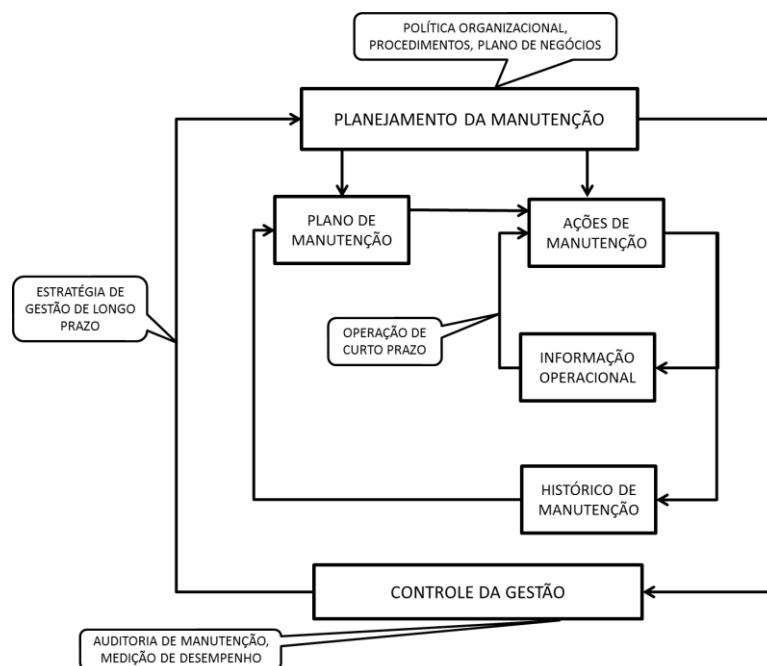 POLÍTICA ORGANIZACIONAL,
PROCEDIMENTOS, PLANO DE NEGÓCIOS
PLANEJAMENTO DA MANUTENÇÃO
PLANO DE
MANUTENÇÃO
AÇÕES DE
MANUTENÇÃO
ESTRATÉGIA DE
GESTÃO DE LONGO
PRAZO
OPERAÇÃO DE
CURTO PRAZO
INFORMAÇÃO
OPERACIONAL
HISTÓRICO DE
MANUTENÇÃO
CONTROLE DA GESTÃO
AUDITORIA DE MANUTENÇÃO,
MEDIÇÃO DE DESEMPENHO